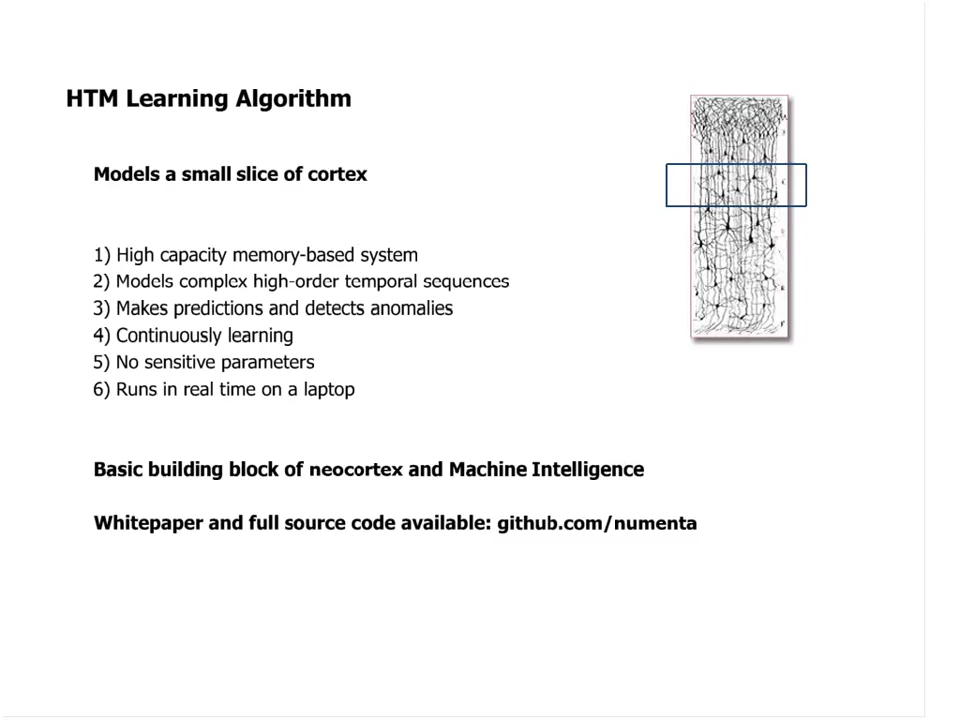 HTM Learning Algorithm
Models a small slice of cortex
1) High capacity memory-based system
2) Models complex high-order temporal sequences
3) Makes predictions and detects anomalies
4) Continuously learning
5) No sensitive parameters
6) Runs in real time on a laptop
Basic building block of neocortex and Machine Intelligence
Whitepaper and full source code available: github.com/numenta